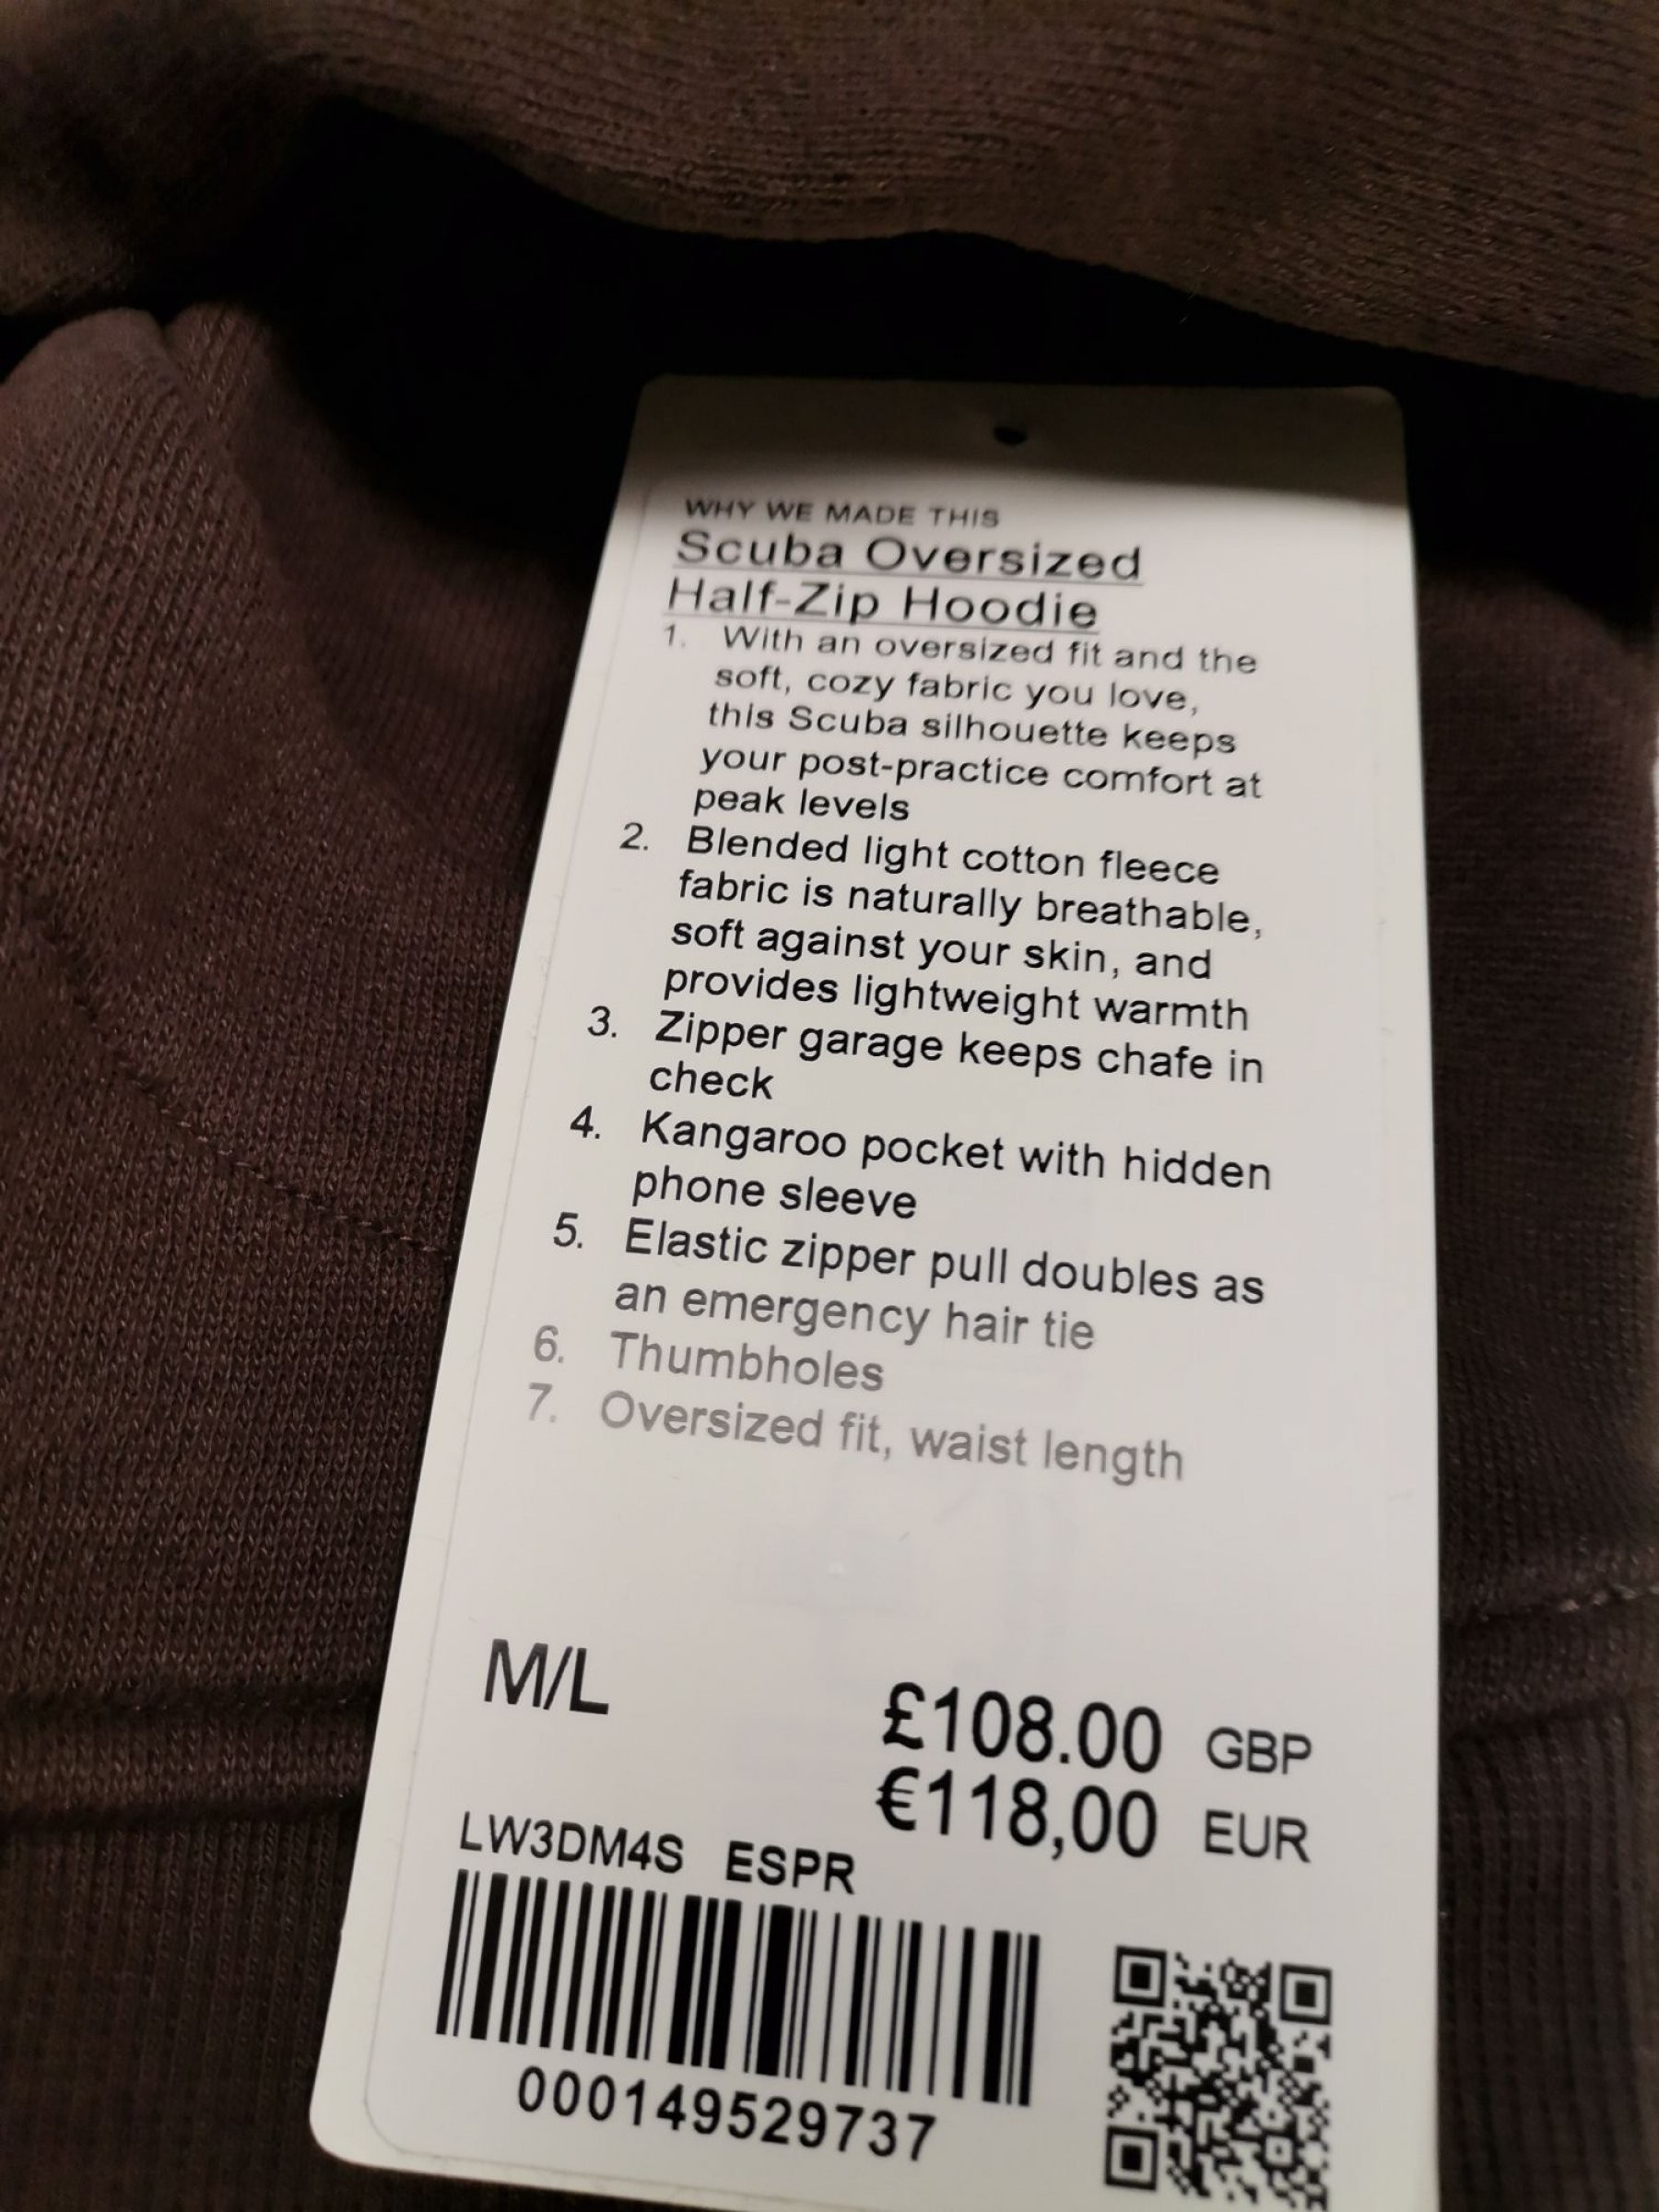 WHY WE MADE THIS
Scuba Oversized
Half-Zip Hoodie
1. With an oversized fit and the
soft, cozy fabric you love,
this Scuba silhouette keeps
your post-practice comfort at
peak levels
2. Blended light cotton fleece
fabric is naturally breathable,
soft against your skin, and
provides lightweight warmth
3. Zipper garage keeps chafe in
check
4. Kangaroo pocket with hidden
phone sleeve
5. Elastic zipper pull doubles as
an emergency hair tie
6. Thumbholes
7. Oversized fit, waist length
M/L
£108.00 GBP
€118,00 EUR
LW3DM4S ESPR
000149529737